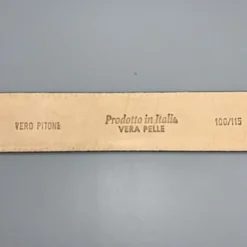 VERO PITONE
Prodotto in Italia
VERA PELLE
100/115